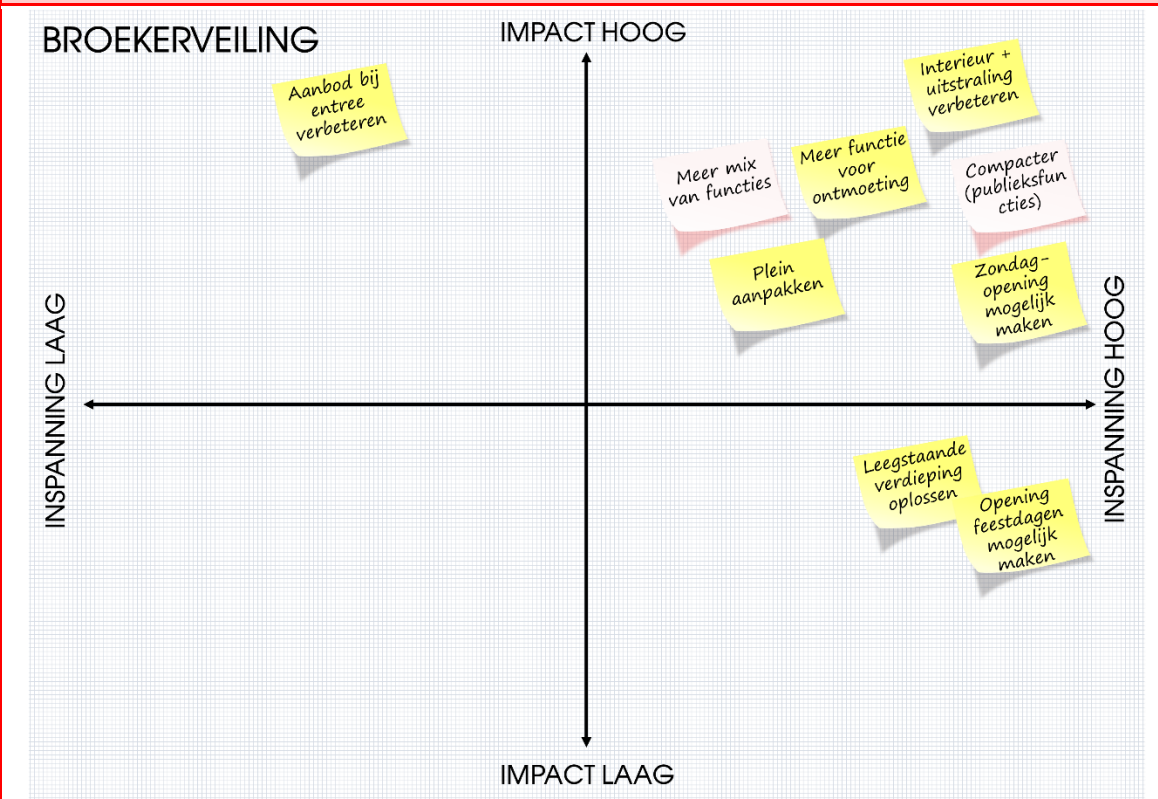 BROEKERVEILING
IMPACT HOOG
Aanbod bij
entree
verbeteren
Interieur +
uitstraling
verbeteren
Meer mix
van functies
Meer functie
voor
ontmoeting
Compacter
(publieksfun
cties)
Plein
aanpakken
Zondag-
opening
mogelijk
maken
INSPANNING LAAG
INSPANNING HOOG
Leegstaande
verdieping
oplossen
Opening
feestdagen
mogelijk
maken
IMPACT LAAG